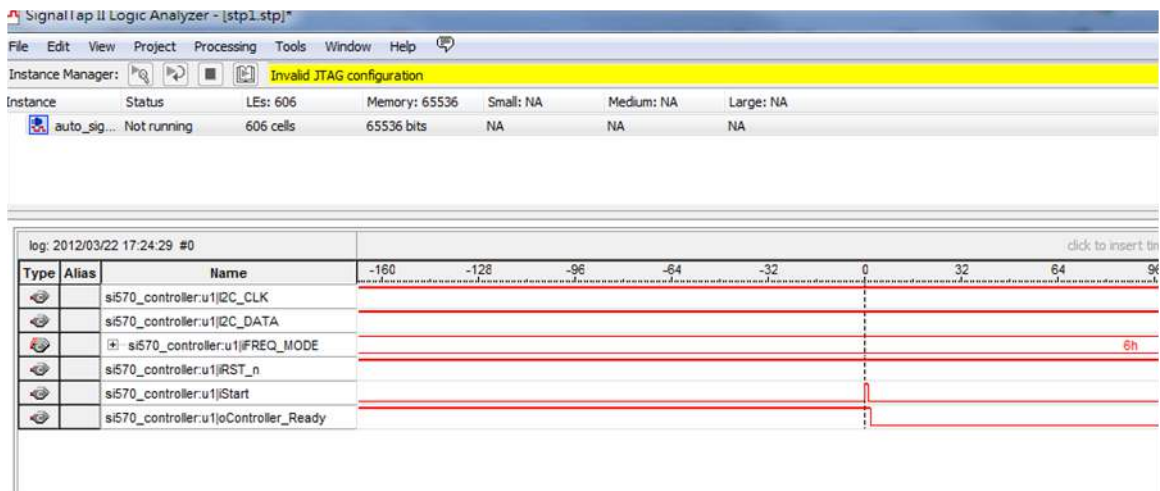 SignalTap II Logic Analyzer - [stp1.stp]*
File Edit View Project Processing Tools Window Help
Instance Manager: Invalid JTAG configuration
Instance Status LEs: 606 Memory: 65536 Small: NA Medium: NA Large: NA
auto_sig... Not running 606 cells 65536 bits NA NA NA
log: 2012/03/22 17:24:29 #0 click to insert tim
Type Alias Name -160 -128 -96 -64 -32 0 32 64 96
si570_controller:u1|I2C_CLK
si570_controller:u1|I2C_DATA
si570_controller:u1|iFREQ_MODE 6h
si570_controller:u1|iRST_n
si570_controller:u1|iStart
si570_controller:u1|oController_Ready